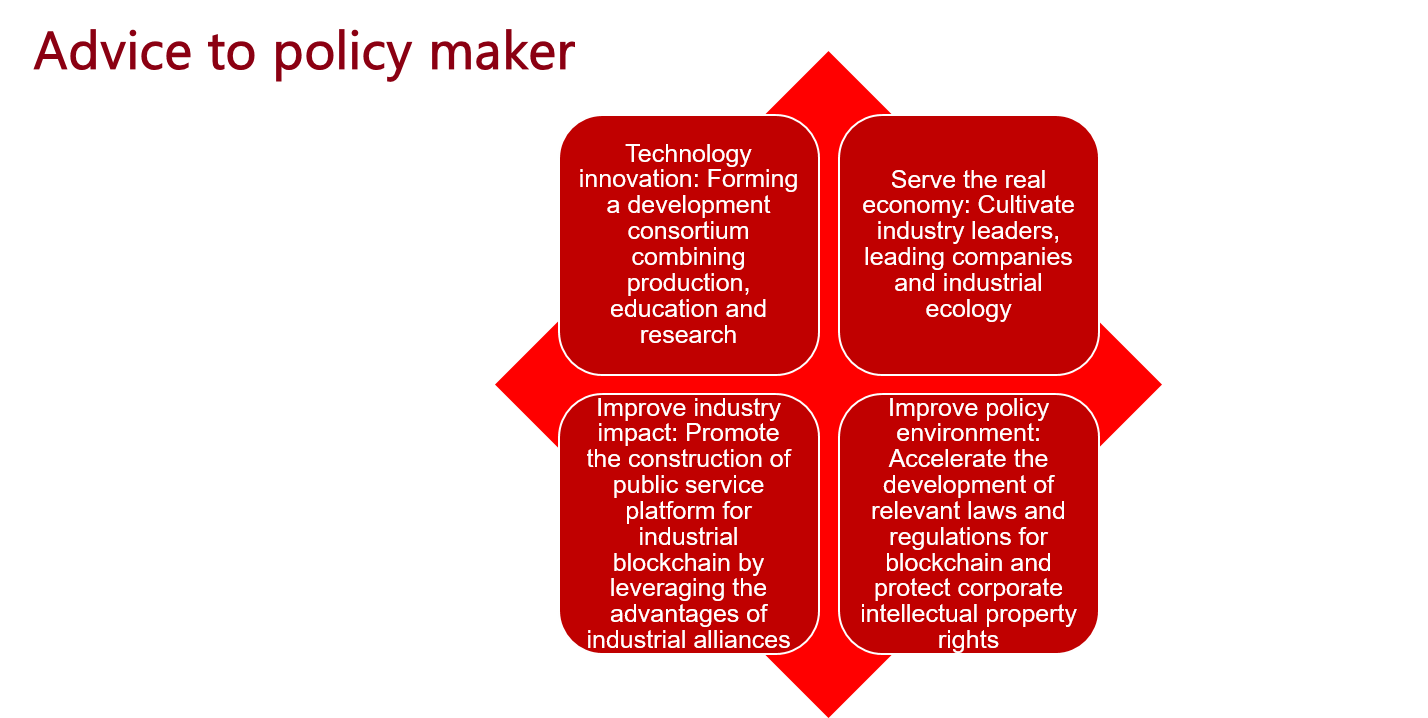 Advice to policy maker
Technology
innovation: Forming
a development
consortium
combining
production,
education and
research
Serve the real
economy: Cultivate
industry leaders,
leading companies
and industrial
ecology
Improve industry
impact: Promote
the construction of
public service
platform for
industrial
blockchain by
leveraging the
advantages of
industrial alliances
Improve policy
environment:
Accelerate the
development of
relevant laws and
regulations for
blockchain and
protect corporate
intellectual property
rights